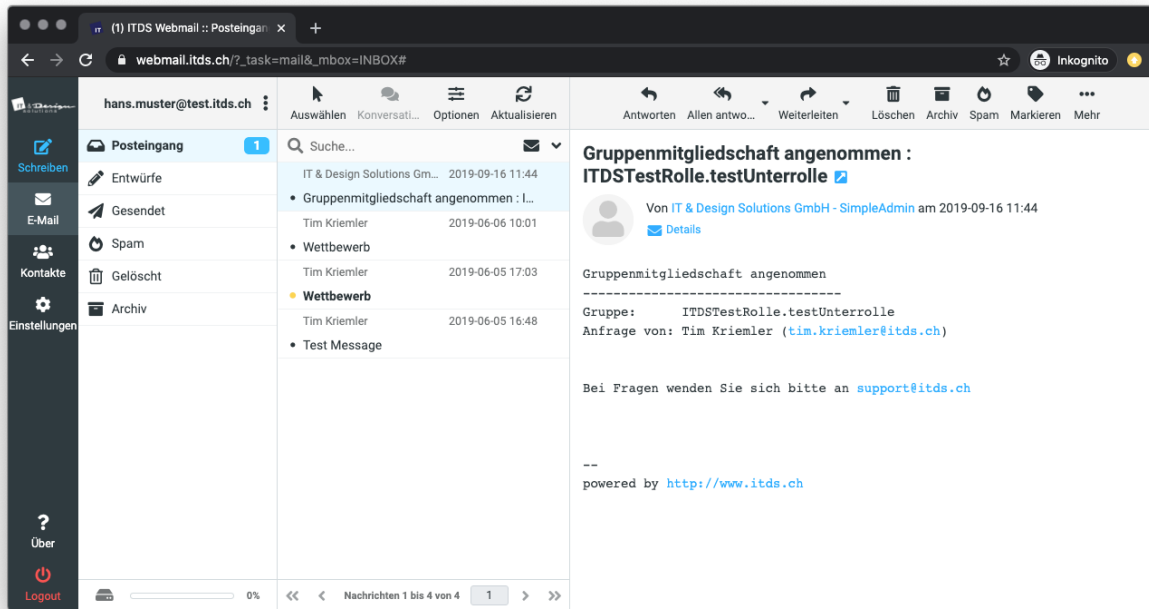 (1) ITDS Webmail :: Posteingan
webmail.itds.ch/?_task=mail&_mbox=INBOX#
Inkognito
hans.muster@test.itds.ch
Auswählen
Konversati...
Optionen
Aktualisieren
Antworten
Allen antwo...
Weiterleiten
Löschen
Archiv
Spam
Markieren
Mehr
Schreiben
E-Mail
Kontakte
Einstellungen
Über
Logout
Posteingang 1
Entwürfe
Gesendet
Spam
Gelöscht
Archiv
0%
Suche...
IT & Design Solutions Gm... 2019-09-16 11:44
Gruppenmitgliedschaft angenommen : I...
Tim Kriemler 2019-06-06 10:01
Wettbewerb
Tim Kriemler 2019-06-05 17:03
Wettbewerb
Tim Kriemler 2019-06-05 16:48
Test Message
Nachrichten 1 bis 4 von 4 1
Gruppenmitgliedschaft angenommen :
ITDSTestRolle.testUnterrolle
Von IT & Design Solutions GmbH - SimpleAdmin am 2019-09-16 11:44
Details
Gruppenmitgliedschaft angenommen
----------------------------------
Gruppe: ITDSTestRolle.testUnterrolle
Anfrage von: Tim Kriemler (tim.kriemler@itds.ch)
Bei Fragen wenden Sie sich bitte an support@itds.ch
--
powered by http://www.itds.ch